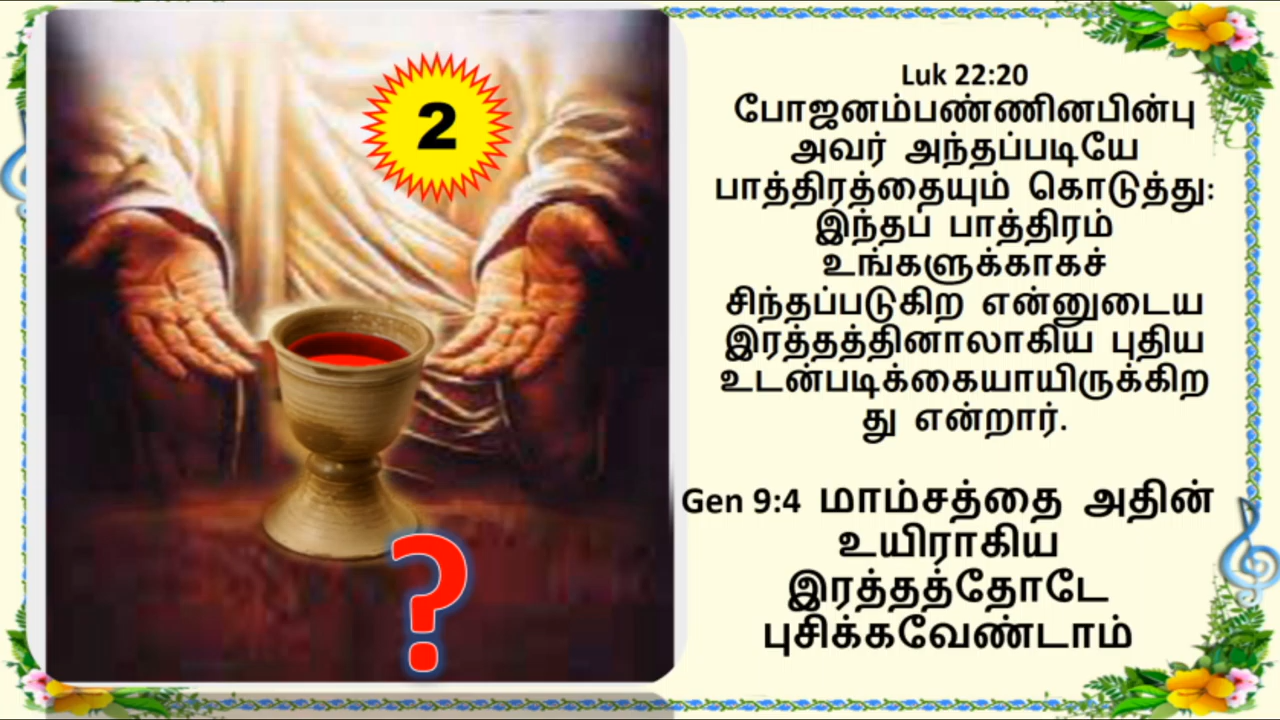 2
?
Luk 22:20
போஜனம்பண்ணினபின்பு
அவர் அந்தப்படியே
பாத்திரத்தையும் கொடுத்து:
இந்தப் பாத்திரம்
உங்களுக்காகச்
சிந்தப்படுகிற என்னுடைய
இரத்தத்தினாலாகிய புதிய
உடன்படிக்கையாயிருக்கிற
து என்றார்.
Gen 9:4 மாம்சத்தை அதின்
உயிராகிய
இரத்தத்தோடே
புசிக்கவேண்டாம்